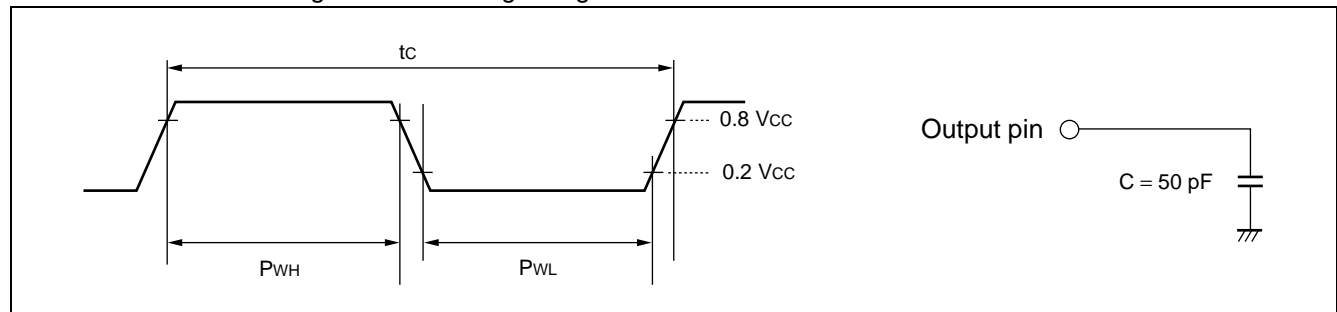 tC
0.8 VCC
0.2 VCC
PWH
PWL
Output pin
C = 50 pF